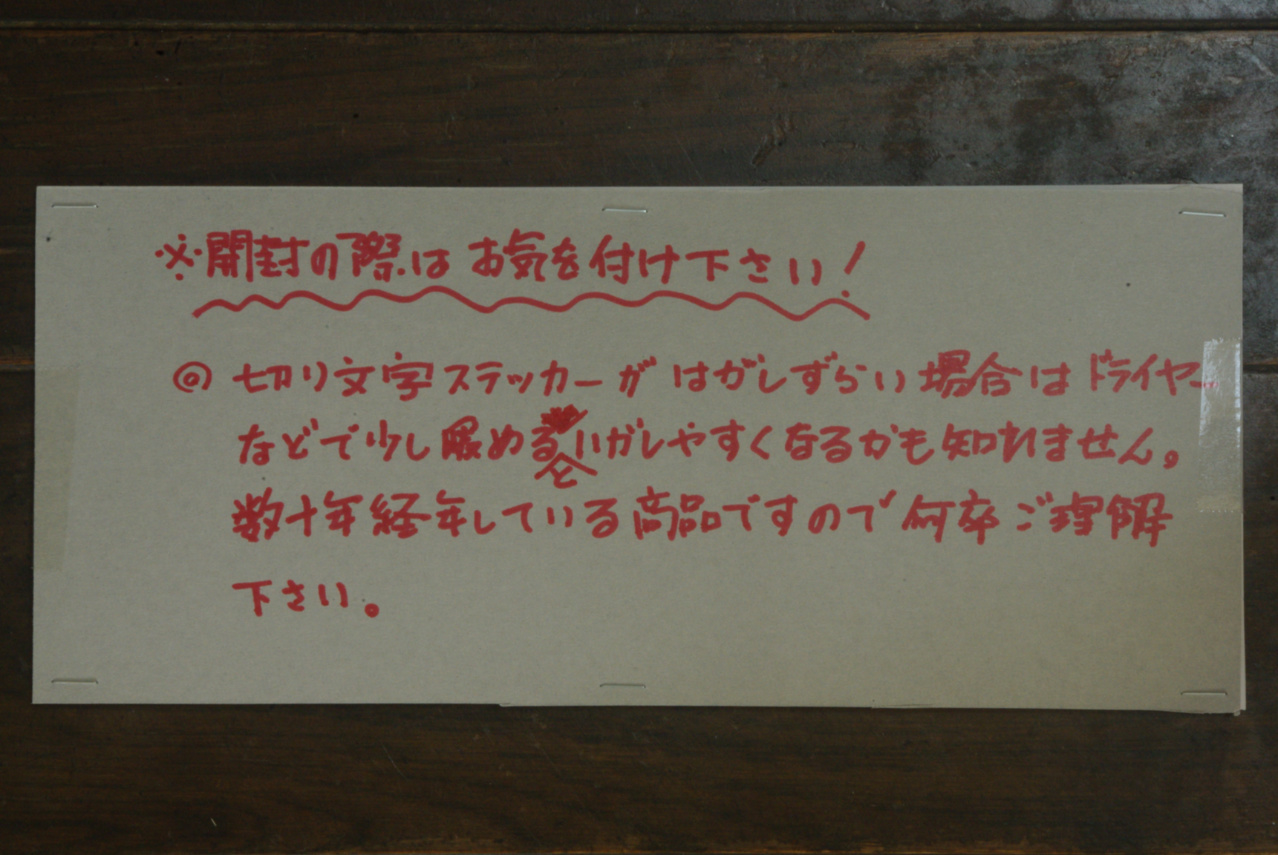 ※開封の際はお気を付け下さい!
◎切り文字ステッカーがはがしずらい場合はドライヤー
などで少し暖めるとはがしやすくなるかも知れません。
数十年経年している商品ですので何卒ご理解
下さい。